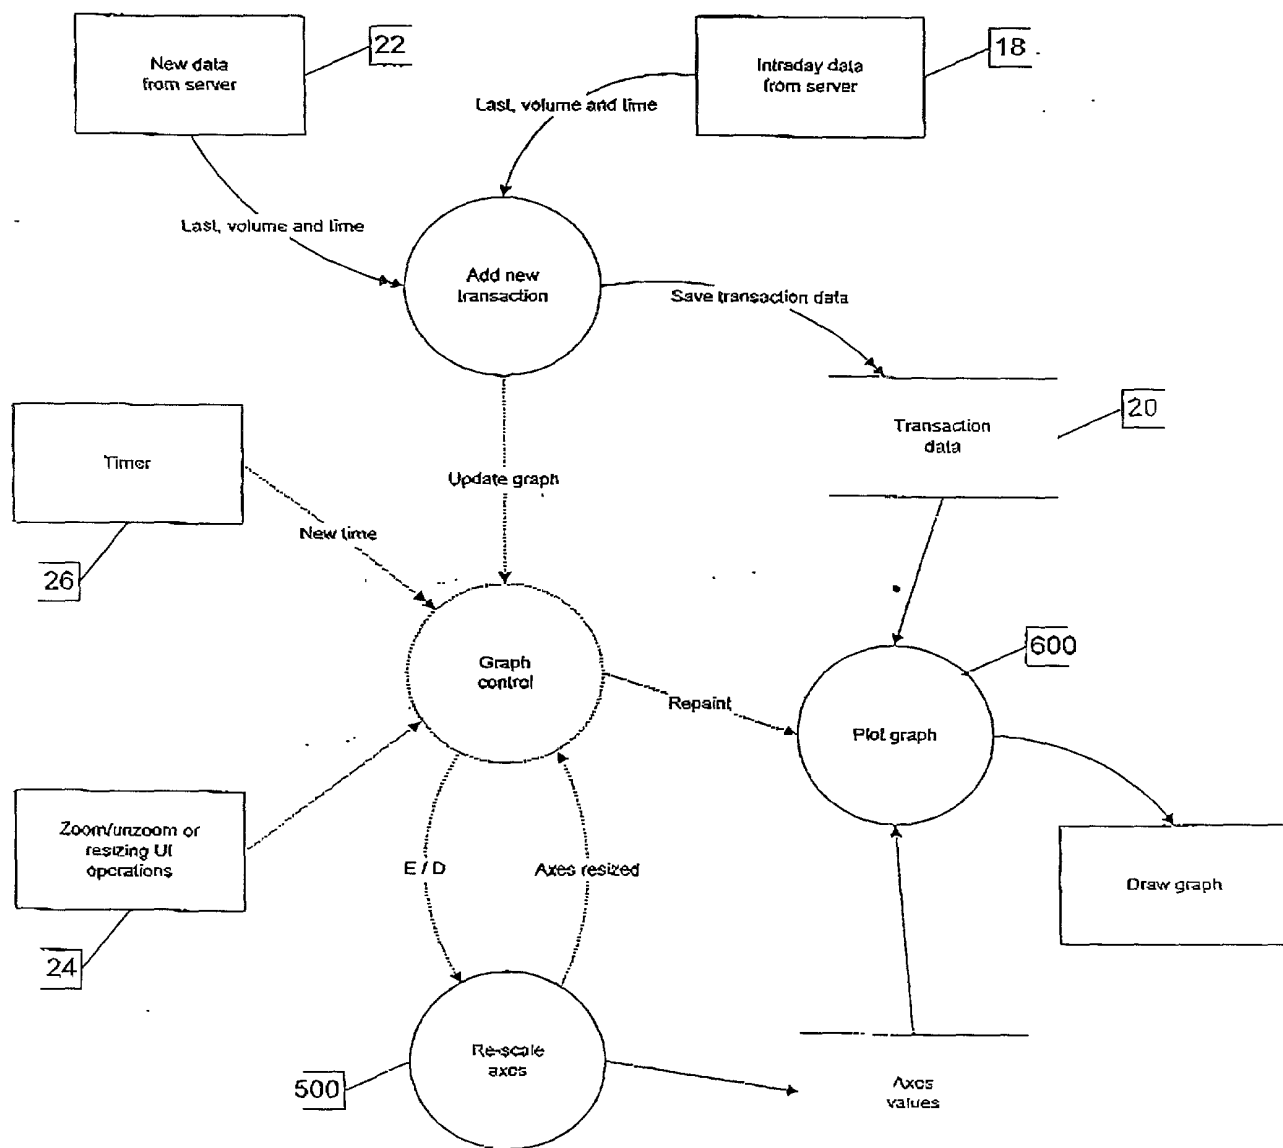 New data
from server
22
Intraday data
from server
18
Last, volume and time
Last, volume and time
Add new
transaction
Save transaction data
Transaction
data
20
Timer
26
New time
Update graph
Graph
control
Repaint
600
Plot graph
Zoom/unzoom or
resizing UI
operations
24
E / D
Axes resized
Draw graph
Re-scale
axes
500
Axes
values